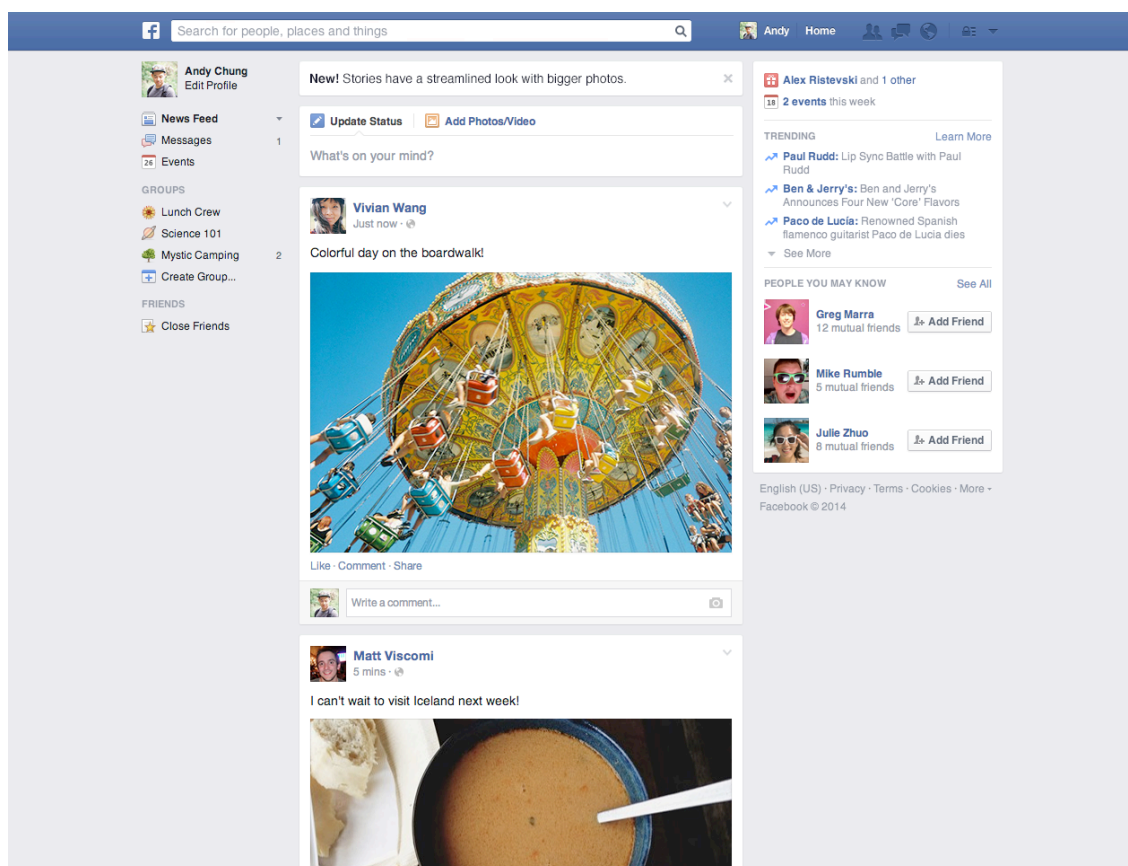 f
Search for people, places and things
Andy Home
Andy Chung
Edit Profile
News Feed
Messages 1
26 Events
GROUPS
Lunch Crew
Science 101
Mystic Camping 2
Create Group...
FRIENDS
Close Friends
New! Stories have a streamlined look with bigger photos.
Update Status Add Photos/Video
What's on your mind?
Vivian Wang
Just now ·
Colorful day on the boardwalk!
Like · Comment · Share
Write a comment...
Matt Viscomi
5 mins ·
I can't wait to visit Iceland next week!
Alex Ristevski and 1 other
18 2 events this week
TRENDING Learn More
Paul Rudd: Lip Sync Battle with Paul
Rudd
Ben & Jerry's: Ben and Jerry's
Announces Four New 'Core' Flavors
Paco de Lucía: Renowned Spanish
flamenco guitarist Paco de Lucia dies
See More
PEOPLE YOU MAY KNOW See All
Greg Marra
12 mutual friends
Add Friend
Mike Rumble
5 mutual friends
Add Friend
Julie Zhuo
8 mutual friends
Add Friend
English (US) · Privacy · Terms · Cookies · More
Facebook © 2014